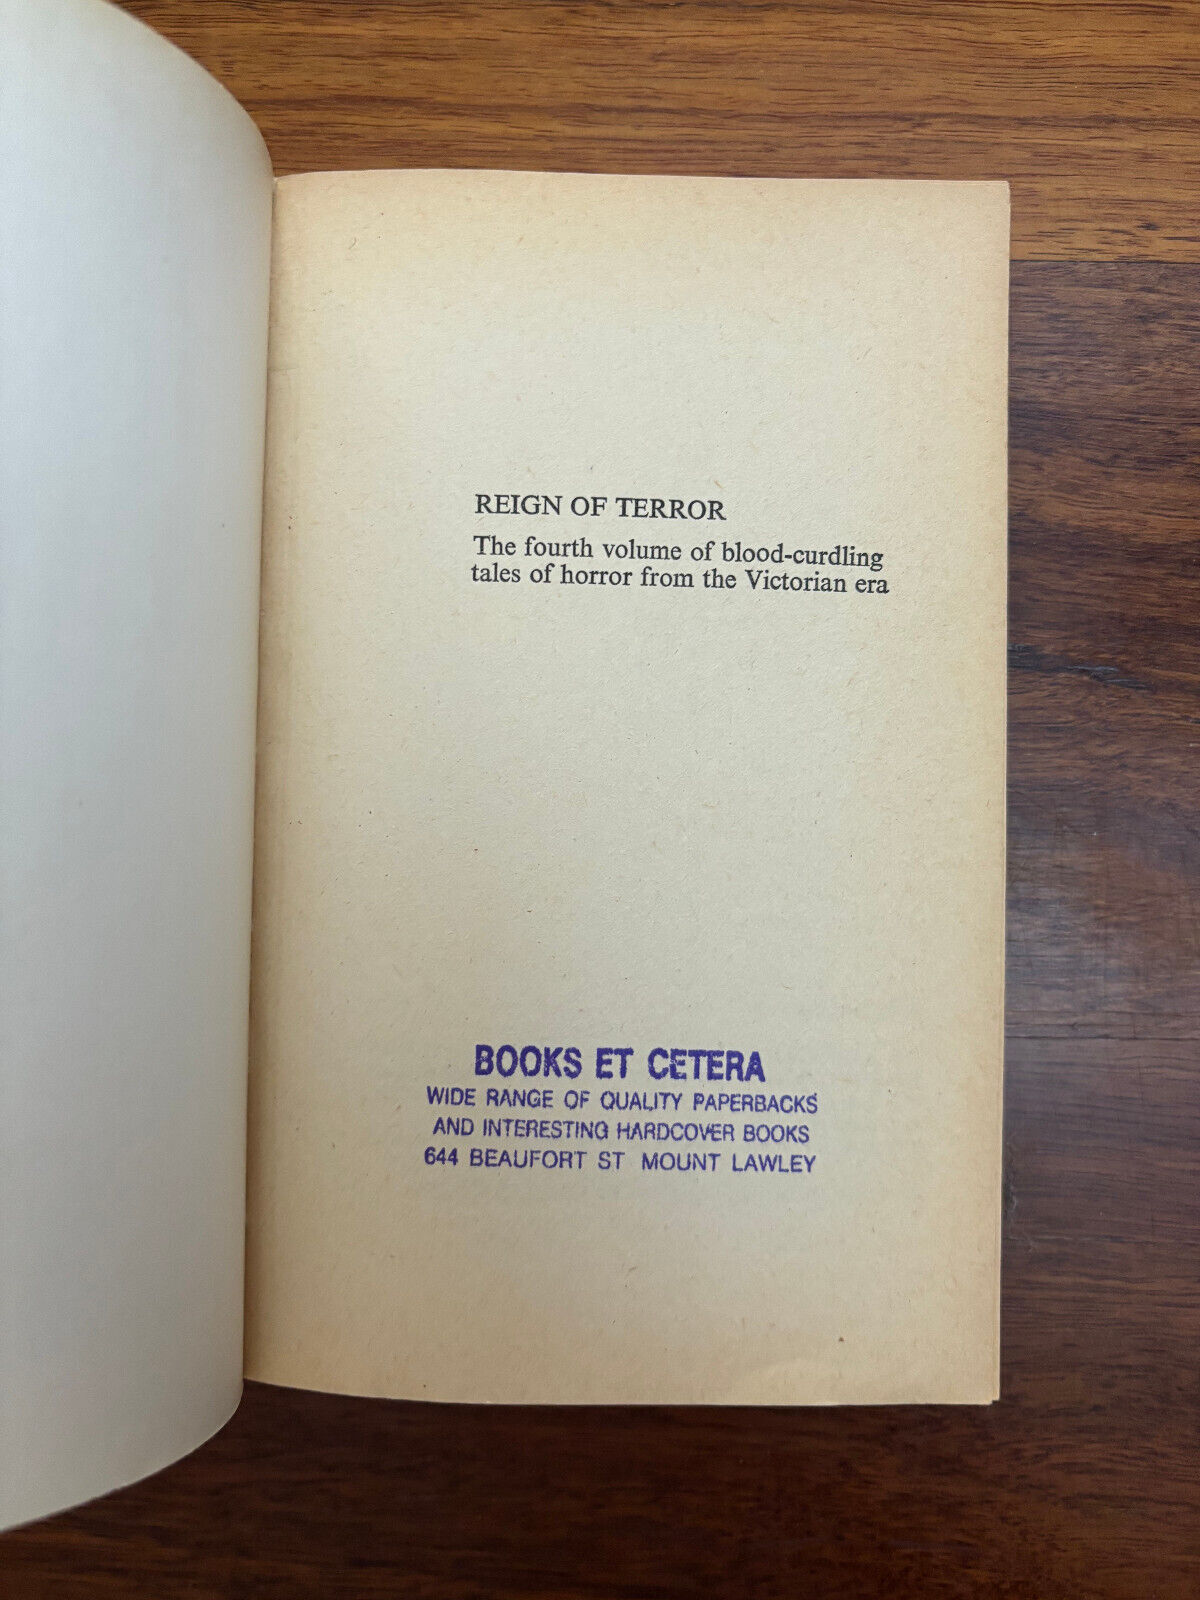 REIGN OF TERROR
The fourth volume of blood-curdling
tales of horror from the Victorian era
BOOKS ET CETERA
WIDE RANGE OF QUALITY PAPERBACKS
AND INTERESTING HARDCOVER BOOKS
644 BEAUFORT ST MOUNT LAWLEY